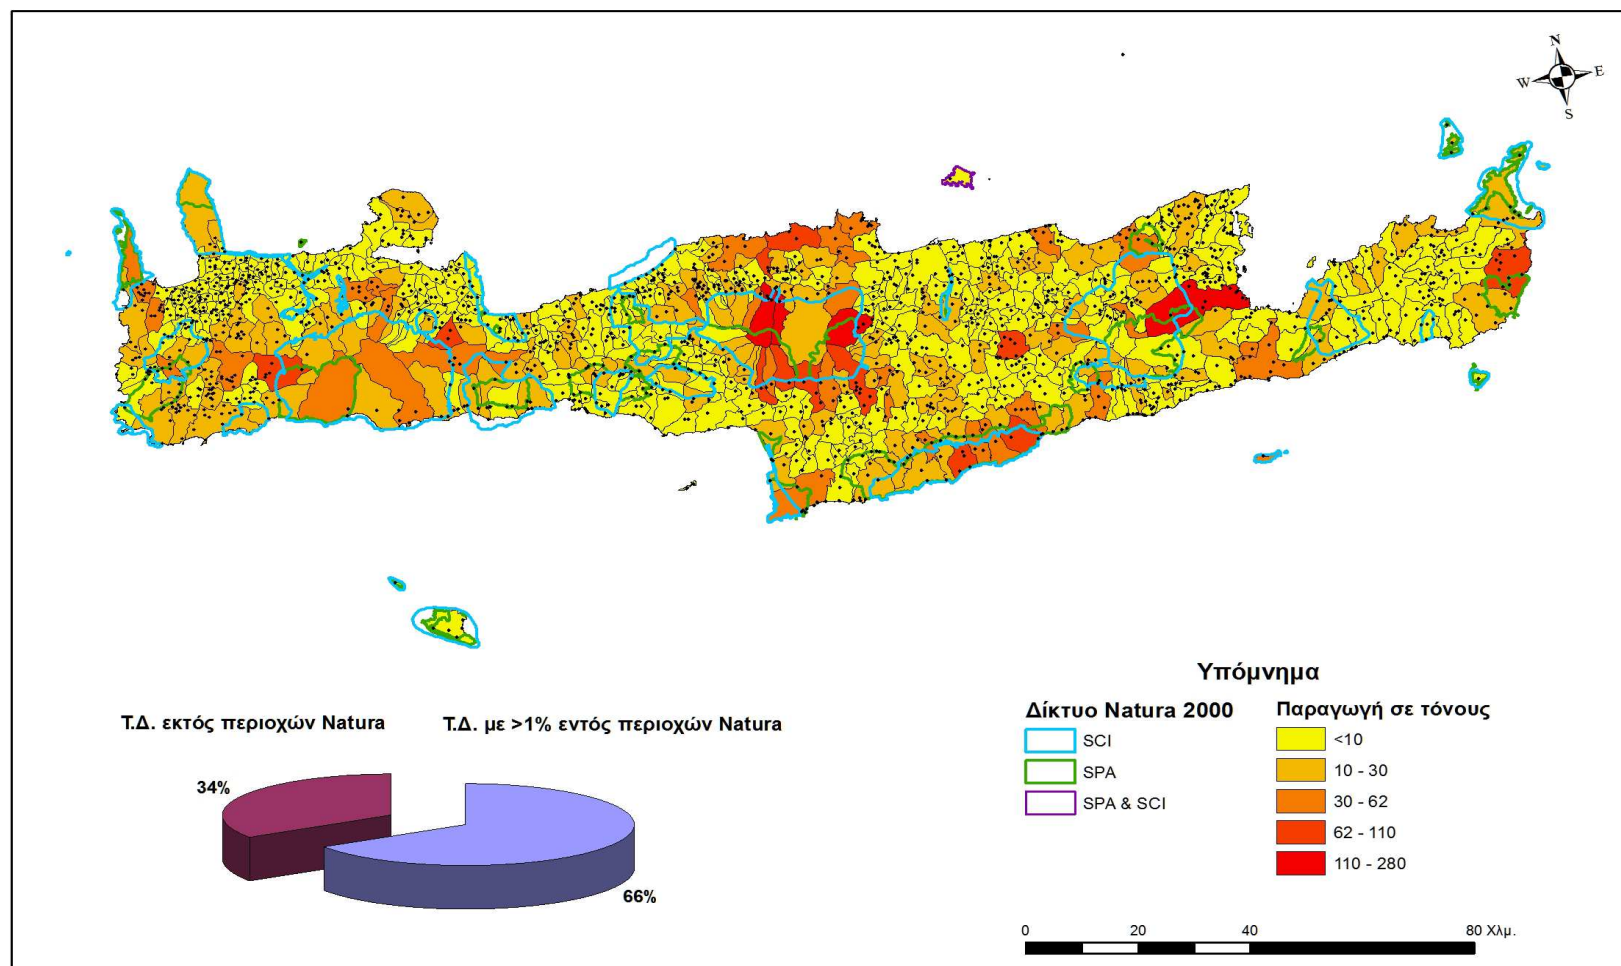 N
W E
S
Υπόμνημα
Δίκτυο Natura 2000
SCI
SPA
SPA & SCI
Παραγωγή σε τόνους
<10
10 - 30
30 - 62
62 - 110
110 - 280
Τ.Δ. εκτός περιοχών Natura
Τ.Δ. με >1% εντός περιοχών Natura
34%
66%
0 20 40 80 Χλμ.